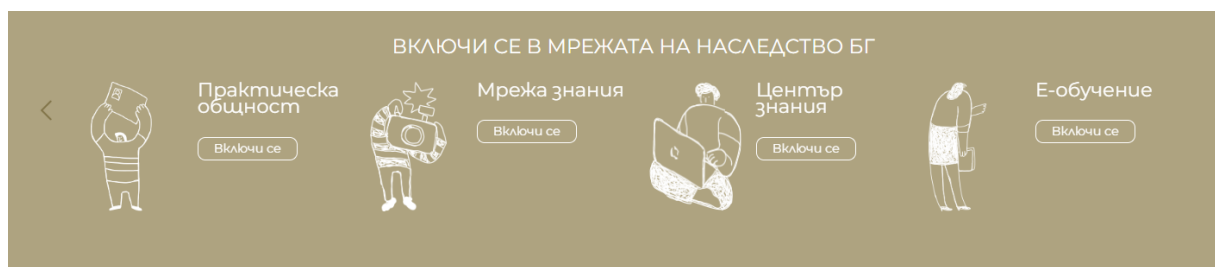 ВКЛЮЧИ СЕ В МРЕЖАТА НА НАСЛЕДСТВО БГ
Практическа
общност
Включи се
Мрежа знания
Включи се
Център
знания
Включи се
Е-обучение
Включи се